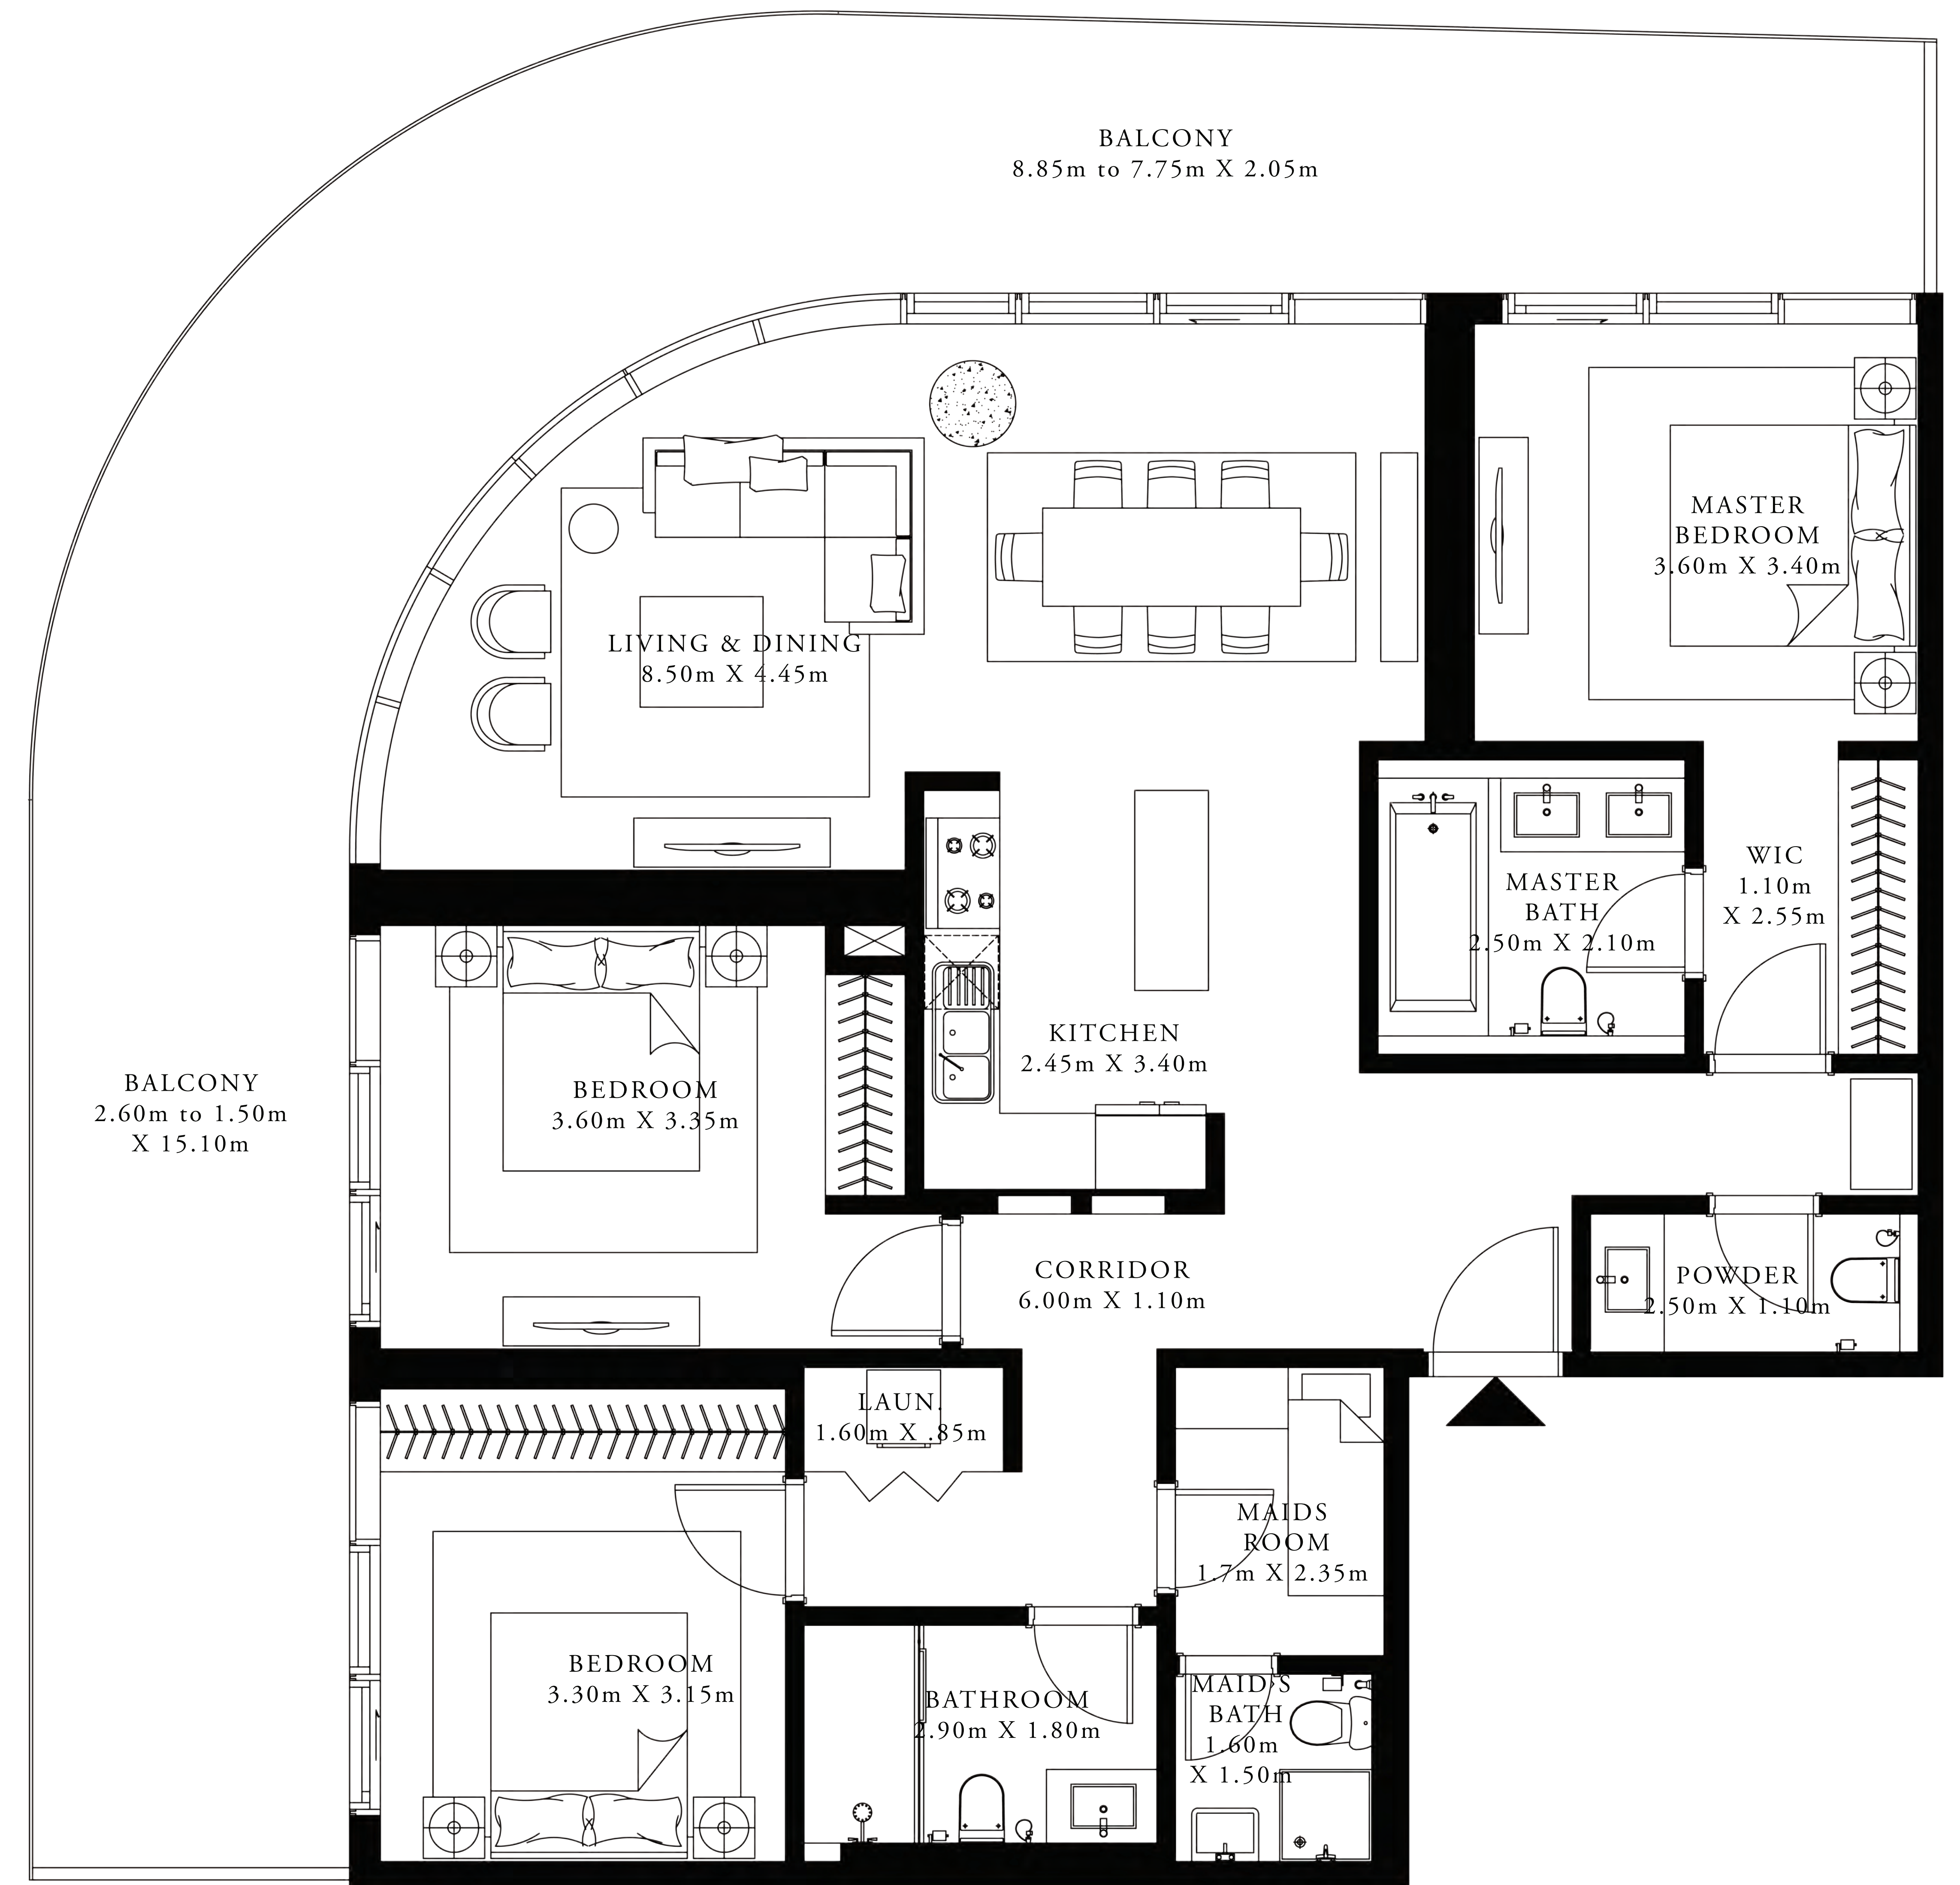 BALCONY
8.85m to 7.75m X 2.05m
MASTER
BEDROOM
3.60m X 3.40m
LIVING & DINING
8.50m X 4.45m
WIC
1.10m
X 2.55m
MASTER
BATH
2.50m X 2.10m
KITCHEN
2.45m X 3.40m
BALCONY
2.60m to 1.50m
X 15.10m
BEDROOM
3.60m X 3.35m
CORRIDOR
6.00m X 1.10m
POWDER
2.50m X 1.10m
LAUN.
1.60m X .85m
MAIDS
ROOM
1.7m X 2.35m
BEDROOM
3.30m X 3.15m
BATHROOM
2.90m X 1.80m
MAID'S
BATH
1.60m
X 1.50m